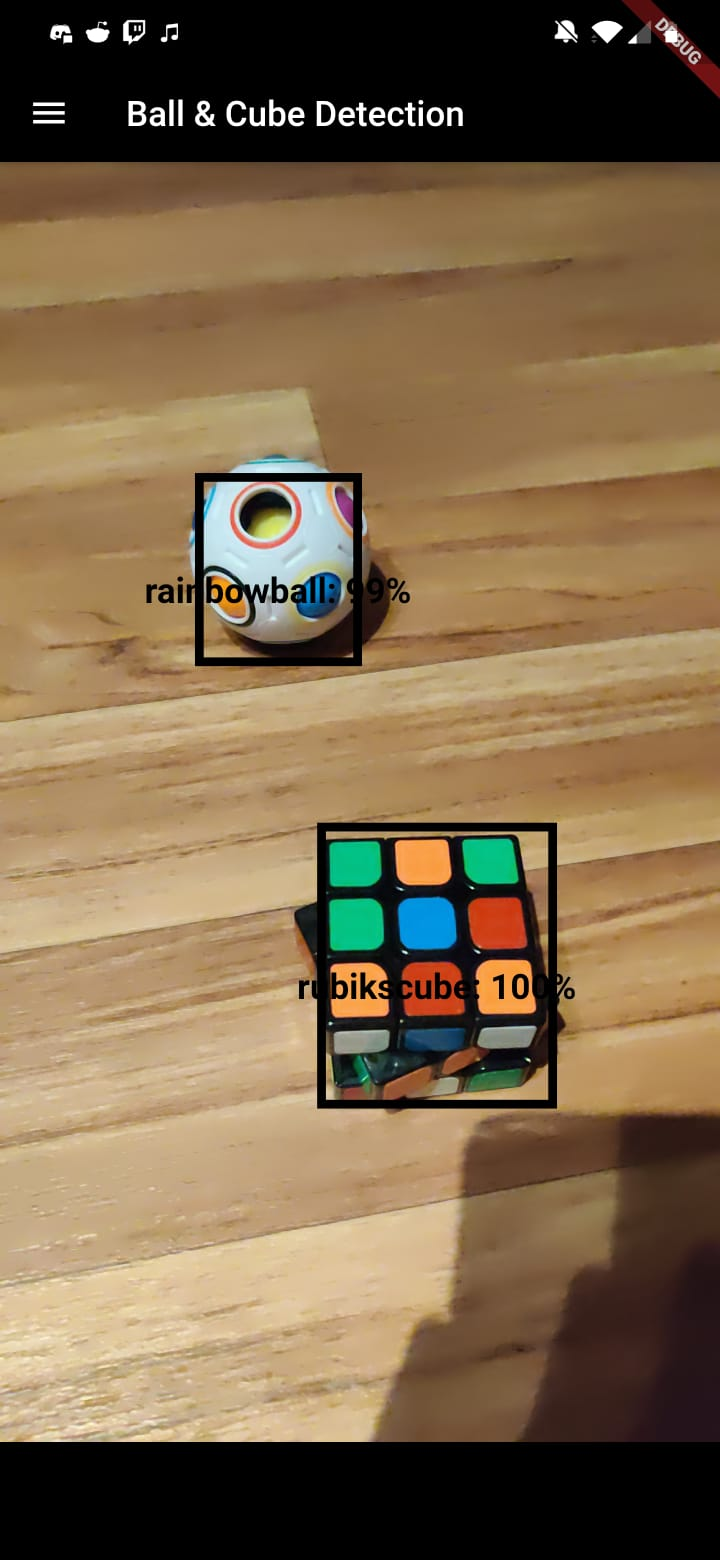 DEBUG
Ball & Cube Detection
rainbowball: 99%
rubikscube: 100%